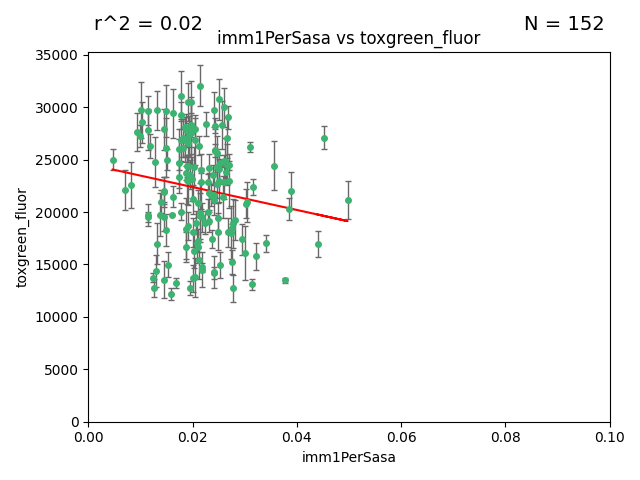 r^2 = 0.02
N = 152
imm1PerSasa vs toxgreen_fluor
35000
30000
25000
20000
15000
10000
5000
0
toxgreen_fluor
0.00
0.02
0.04
0.06
0.08
0.10
imm1PerSasa